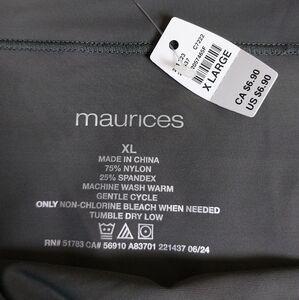 C7222
X LARGE
CA $6.90
US $6.90
maurices
XL
MADE IN CHINA
75% NYLON
25% SPANDEX
MACHINE WASH WARM
GENTLE CYCLE
ONLY NON-CHLORINE BLEACH WHEN NEEDED
TUMBLE DRY LOW
RN# 51783 CA# 56910 A83701 221437 06/24